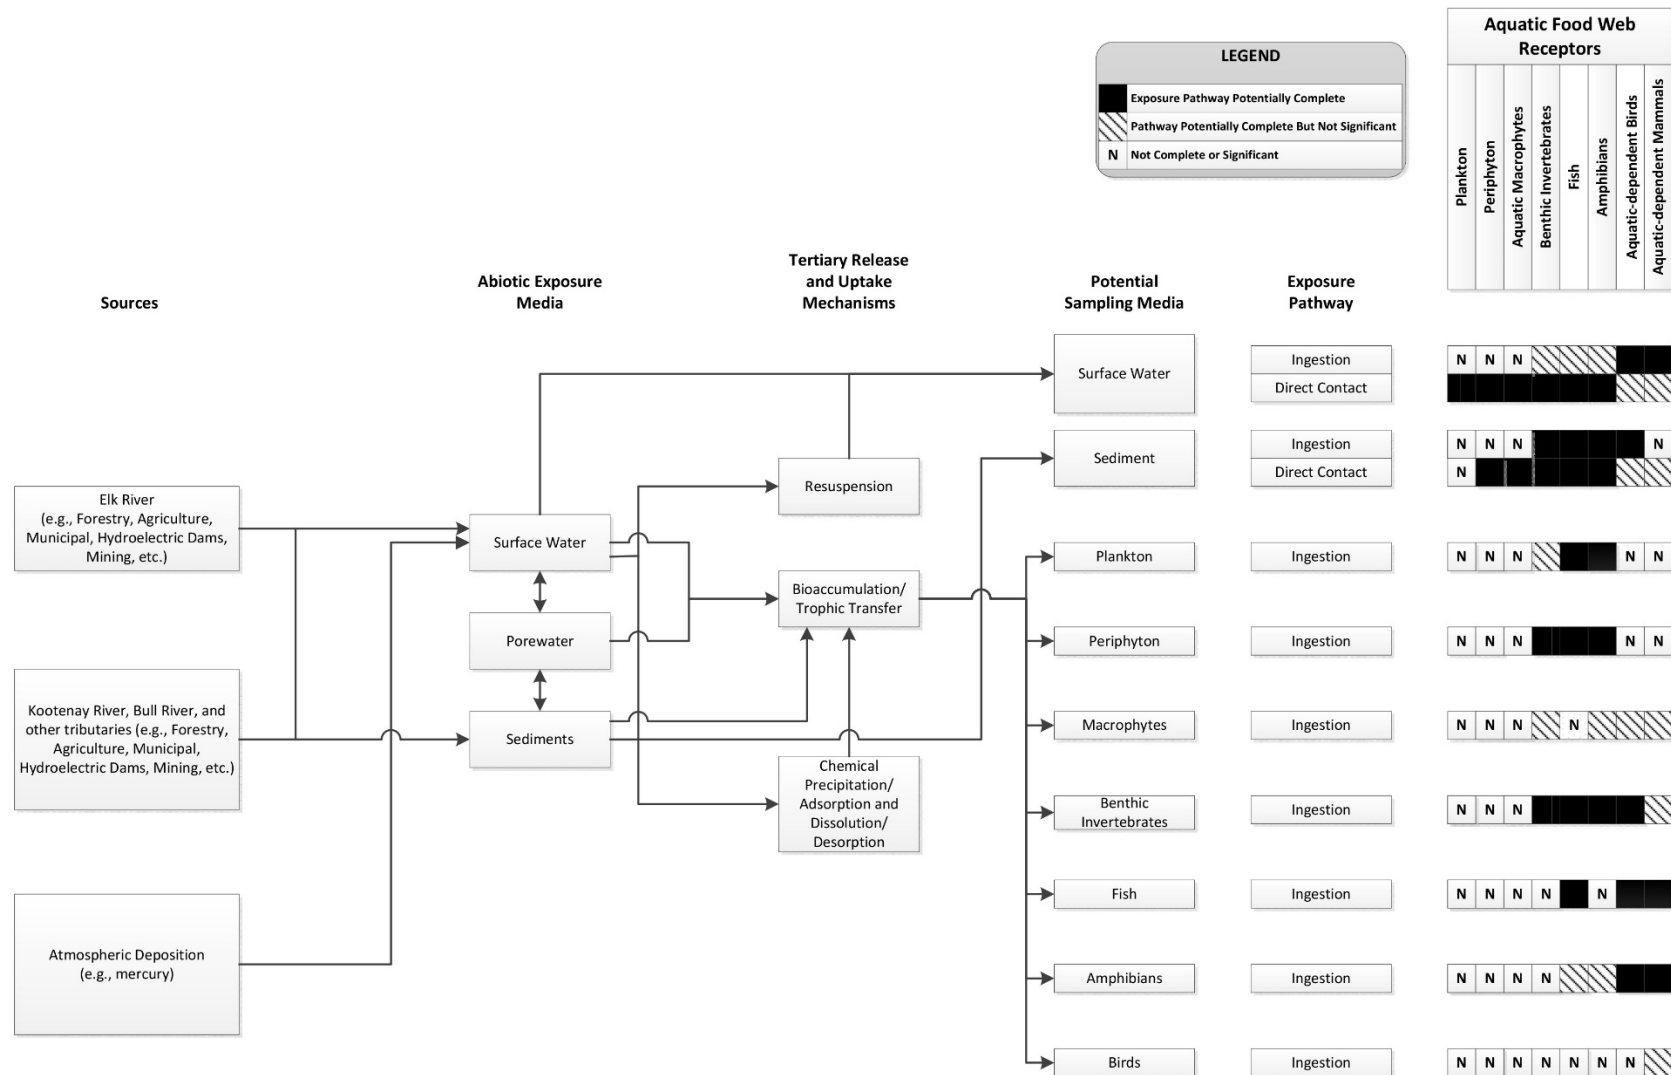 LEGEND
Exposure Pathway Potentially Complete
Pathway Potentially Complete But Not Significant
N Not Complete or Significant
Aquatic Food Web
Receptors
Plankton
Periphyton
Aquatic Macrophytes
Benthic Invertebrates
Fish
Amphibians
Aquatic-dependent Birds
Aquatic-dependent Mammals
Sources
Abiotic Exposure
Media
Tertiary Release
and Uptake
Mechanisms
Potential
Sampling Media
Exposure
Pathway
Elk River
(e.g., Forestry, Agriculture,
Municipal, Hydroelectric Dams,
Mining, etc.)
Kootenay River, Bull River, and
other tributaries (e.g., Forestry,
Agriculture, Municipal,
Hydroelectric Dams, Mining, etc.)
Atmospheric Deposition
(e.g., mercury)
Surface Water
Porewater
Sediments
Resuspension
Bioaccumulation/
Trophic Transfer
Chemical
Precipitation/
Adsorption and
Dissolution/
Desorption
Surface Water
Ingestion
N N N
Direct Contact
Sediment
Ingestion
N N N N
Direct Contact
N
Plankton
Ingestion
N N N N N
Periphyton
Ingestion
N N N N N
Macrophytes
Ingestion
N N N N
Benthic
Invertebrates
Ingestion
N N N
Fish
Ingestion
N N N N N
Amphibians
Ingestion
N N N N
Birds
Ingestion
N N N N N N N